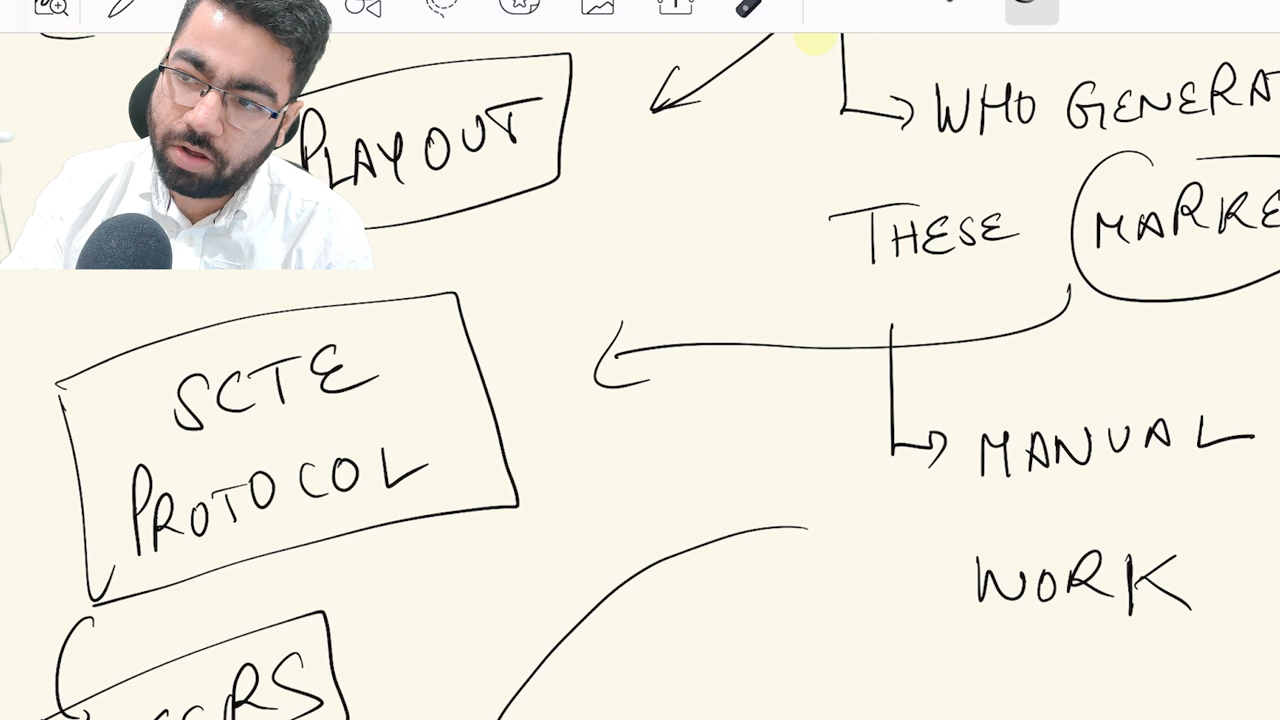 PLAYOUT
WHO GENERA
THESE MARKE
SCTE
PROTOCOL
MANUAL
WORK